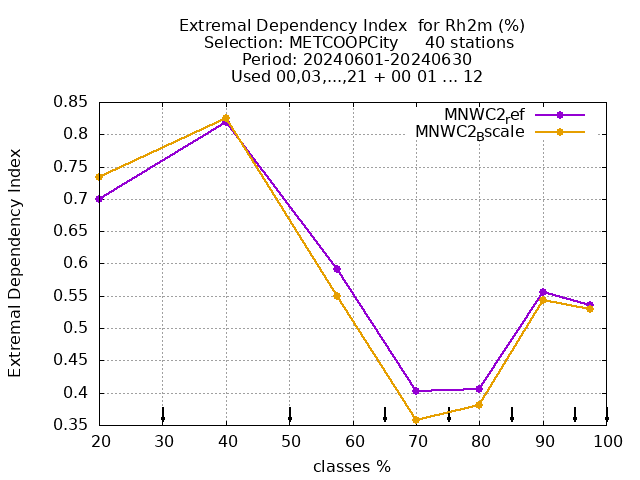 Extremal Dependency Index  for Rh2m (%)
Selection: METCOOPCity     40 stations
Period: 20240601-20240630
Used 00,03,...,21 + 00 01 ... 12
MNWC2ref
MNWC2Bscale
Extremal Dependency Index
0.85
0.8
0.75
0.7
0.65
0.6
0.55
0.5
0.45
0.4
0.35
20 30 40 50 60 70 80 90 100
classes %